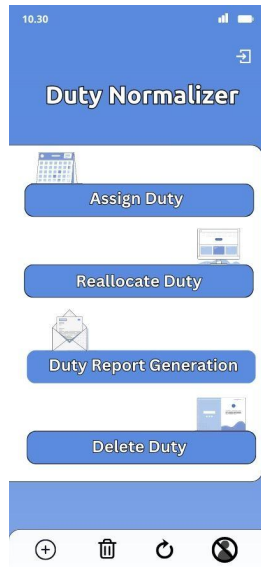 10.30
Duty Normalizer
Assign Duty
Reallocate Duty
Duty Report Generation
Delete Duty